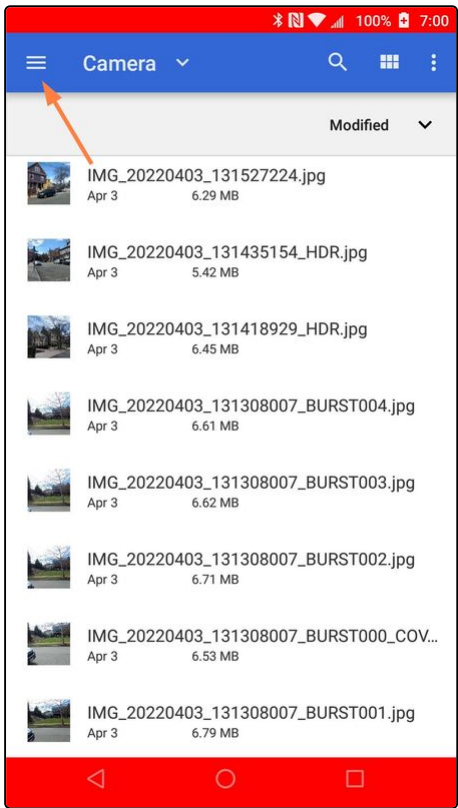 100% 7:00
Camera
Modified
IMG_20220403_131527224.jpg
Apr 3 6.29 MB
IMG_20220403_131435154_HDR.jpg
Apr 3 5.42 MB
IMG_20220403_131418929_HDR.jpg
Apr 3 6.45 MB
IMG_20220403_131308007_BURST004.jpg
Apr 3 6.61 MB
IMG_20220403_131308007_BURST003.jpg
Apr 3 6.62 MB
IMG_20220403_131308007_BURST002.jpg
Apr 3 6.71 MB
IMG_20220403_131308007_BURST000_COV...
Apr 3 6.53 MB
IMG_20220403_131308007_BURST001.jpg
Apr 3 6.79 MB